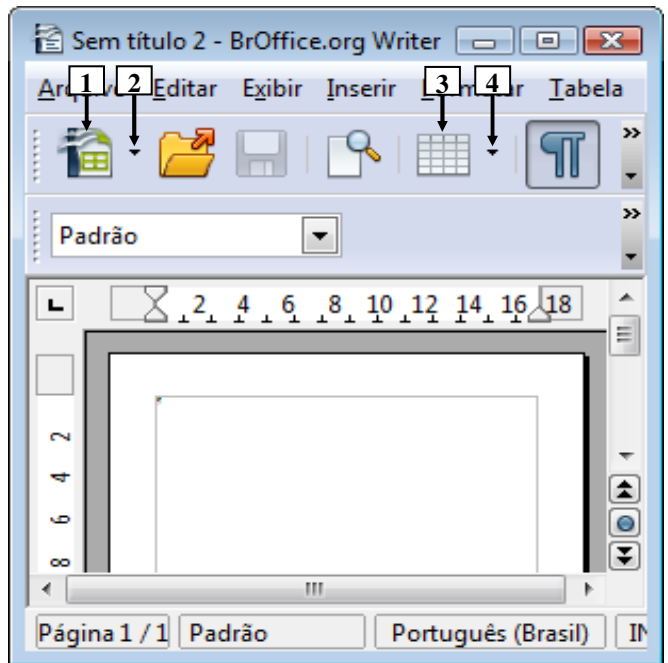 Sem título 2 - BrOffice.org Writer
1 2 3 4
Editar Exibir Inserir Tabela
Padrão
2 4 6 8 10 12 14 16 18
2
4
6
8
Página 1 / 1 Padrão Português (Brasil) IN